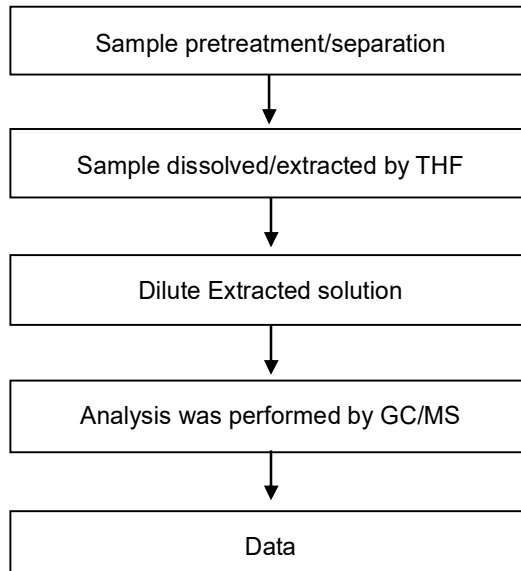 Sample pretreatment/separation
Sample dissolved/extracted by THF
Dilute Extracted solution
Analysis was performed by GC/MS
Data